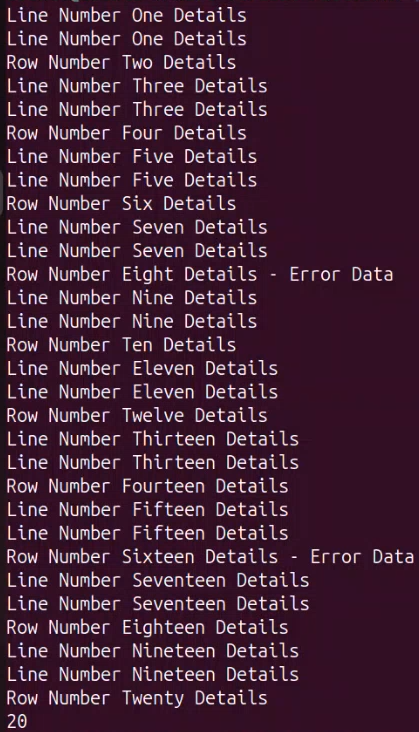 Line Number One Details
Line Number One Details
Row Number Two Details
Line Number Three Details
Line Number Three Details
Row Number Four Details
Line Number Five Details
Line Number Five Details
Row Number Six Details
Line Number Seven Details
Line Number Seven Details
Row Number Eight Details - Error Data
Line Number Nine Details
Line Number Nine Details
Row Number Ten Details
Line Number Eleven Details
Line Number Eleven Details
Row Number Twelve Details
Line Number Thirteen Details
Line Number Thirteen Details
Row Number Fourteen Details
Line Number Fifteen Details
Line Number Fifteen Details
Row Number Sixteen Details - Error Data
Line Number Seventeen Details
Line Number Seventeen Details
Row Number Eighteen Details
Line Number Nineteen Details
Line Number Nineteen Details
Row Number Twenty Details
20